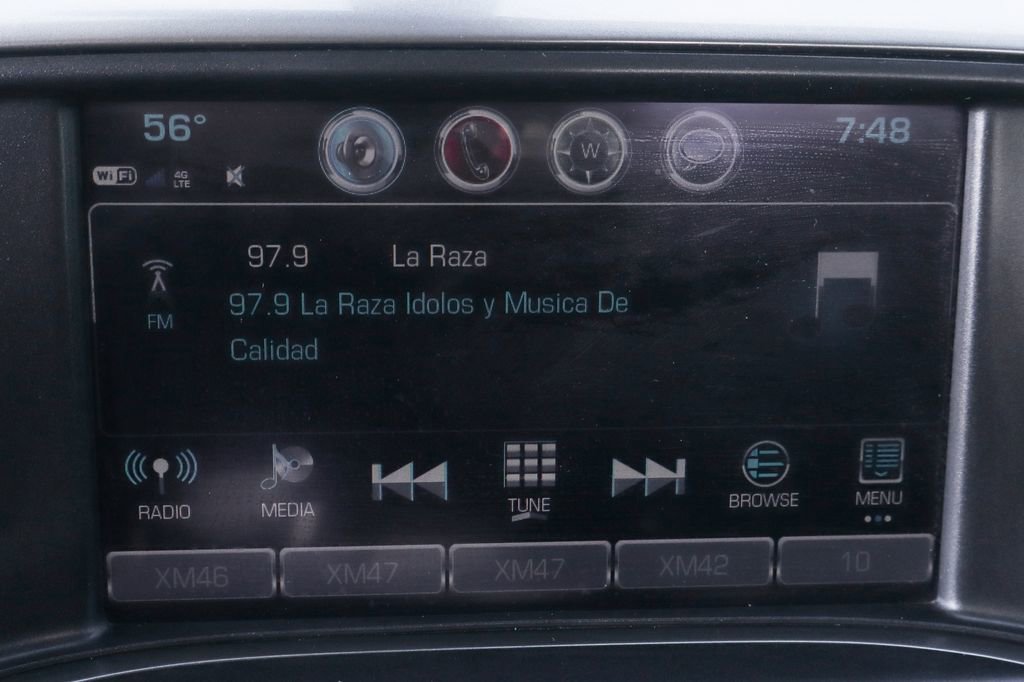 56° 7:48
W
WiFi 4G
LTE
97.9 La Raza
FM
97.9 La Raza Idolos y Musica De
Calidad
RADIO MEDIA TUNE BROWSE MENU
XM46 XM47 XM47 XM42 10